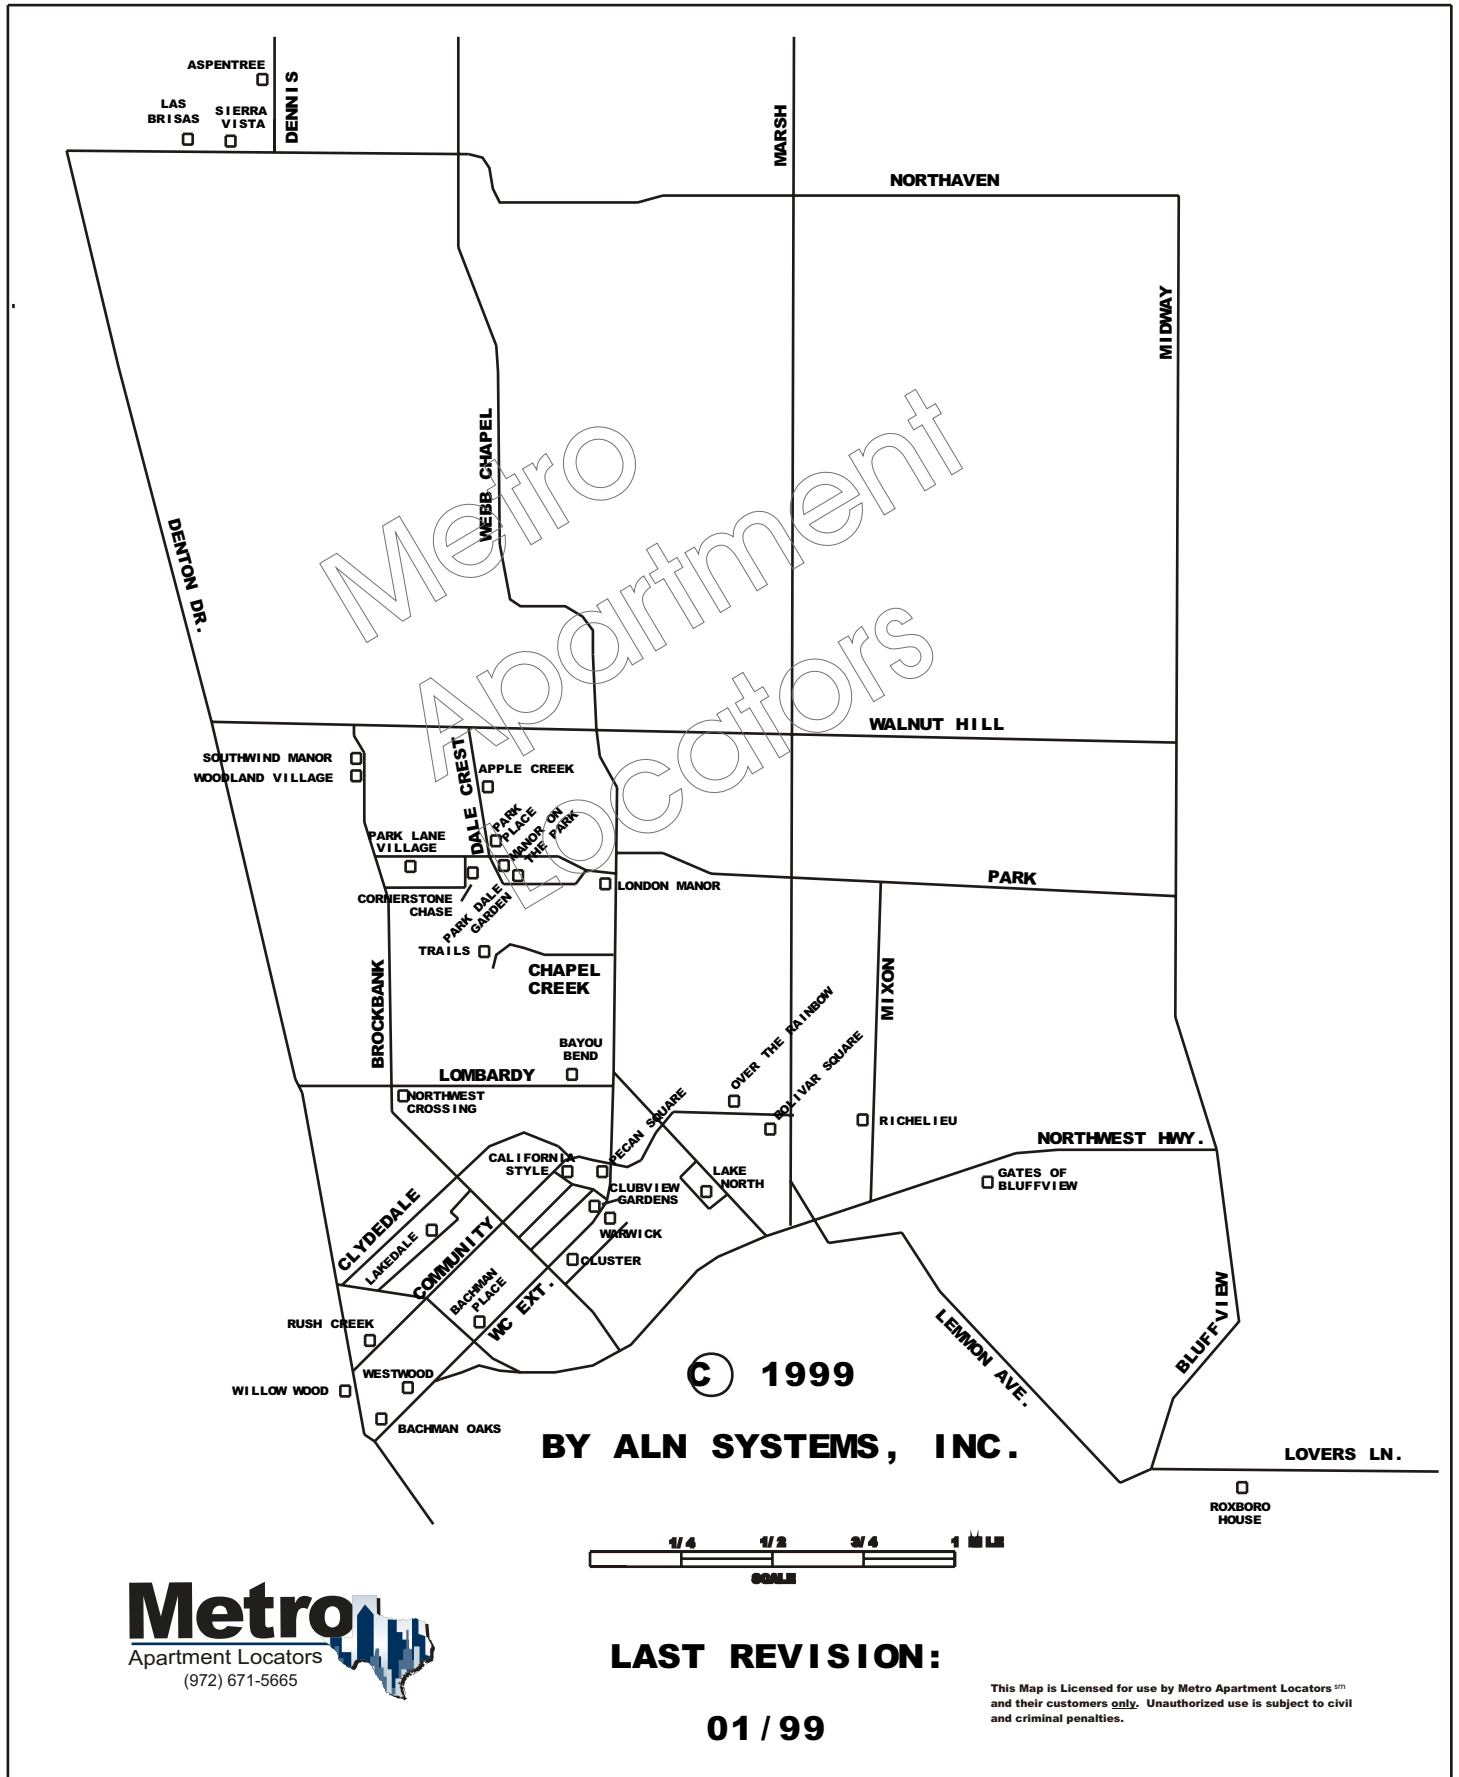 ASPENTREE
DENNIS
LAS
BRISAS
SIERRA
VISTA
MARSH
NORTHAVEN
MIDWAY
WEBB CHAPEL
DENTON DR.
Metro
Apartment
Locators
WALNUT HILL
SOUTHWIND MANOR
WOODLAND VILLAGE
DALE CREST
APPLE CREEK
PARK
PLACE
MANOR ON
THE PARK
PARK LANE
VILLAGE
PARK
LONDON MANOR
CORNERSTONE
CHASE
PARK DALE
GARDEN
TRAILS
CHAPEL
CREEK
BROCKBANK
MIXON
BAYOU
BEND
LOMBARDY
OVER THE RAINBOW
BOLIVAR SQUARE
NORTHWEST
CROSSING
PECAN SQUARE
RICHELIEU
NORTHWEST HWY.
CALIFORNIA
STYLE
LAKE
NORTH
GATES OF
BLUFFVIEW
CLUBVIEW
GARDENS
CLYDEDALE
LAKEDALE
COMMUNITY
WARWICK
CLUSTER
BACHMAN
PLACE
WC EXT.
RUSH CREEK
LEMMON AVE.
BLUFFVIEW
WESTWOOD
WILLOW WOOD
BACHMAN OAKS
C 1999
BY ALN SYSTEMS, INC.
LOVERS LN.
ROXBORO
HOUSE
1/4 1/2 3/4 1 MILE
SCALE
Metro
Apartment Locators
(972) 671-5665
LAST REVISION:
01/99
This Map is Licensed for use by Metro Apartment Locators sm
and their customers only. Unauthorized use is subject to civil
and criminal penalties.